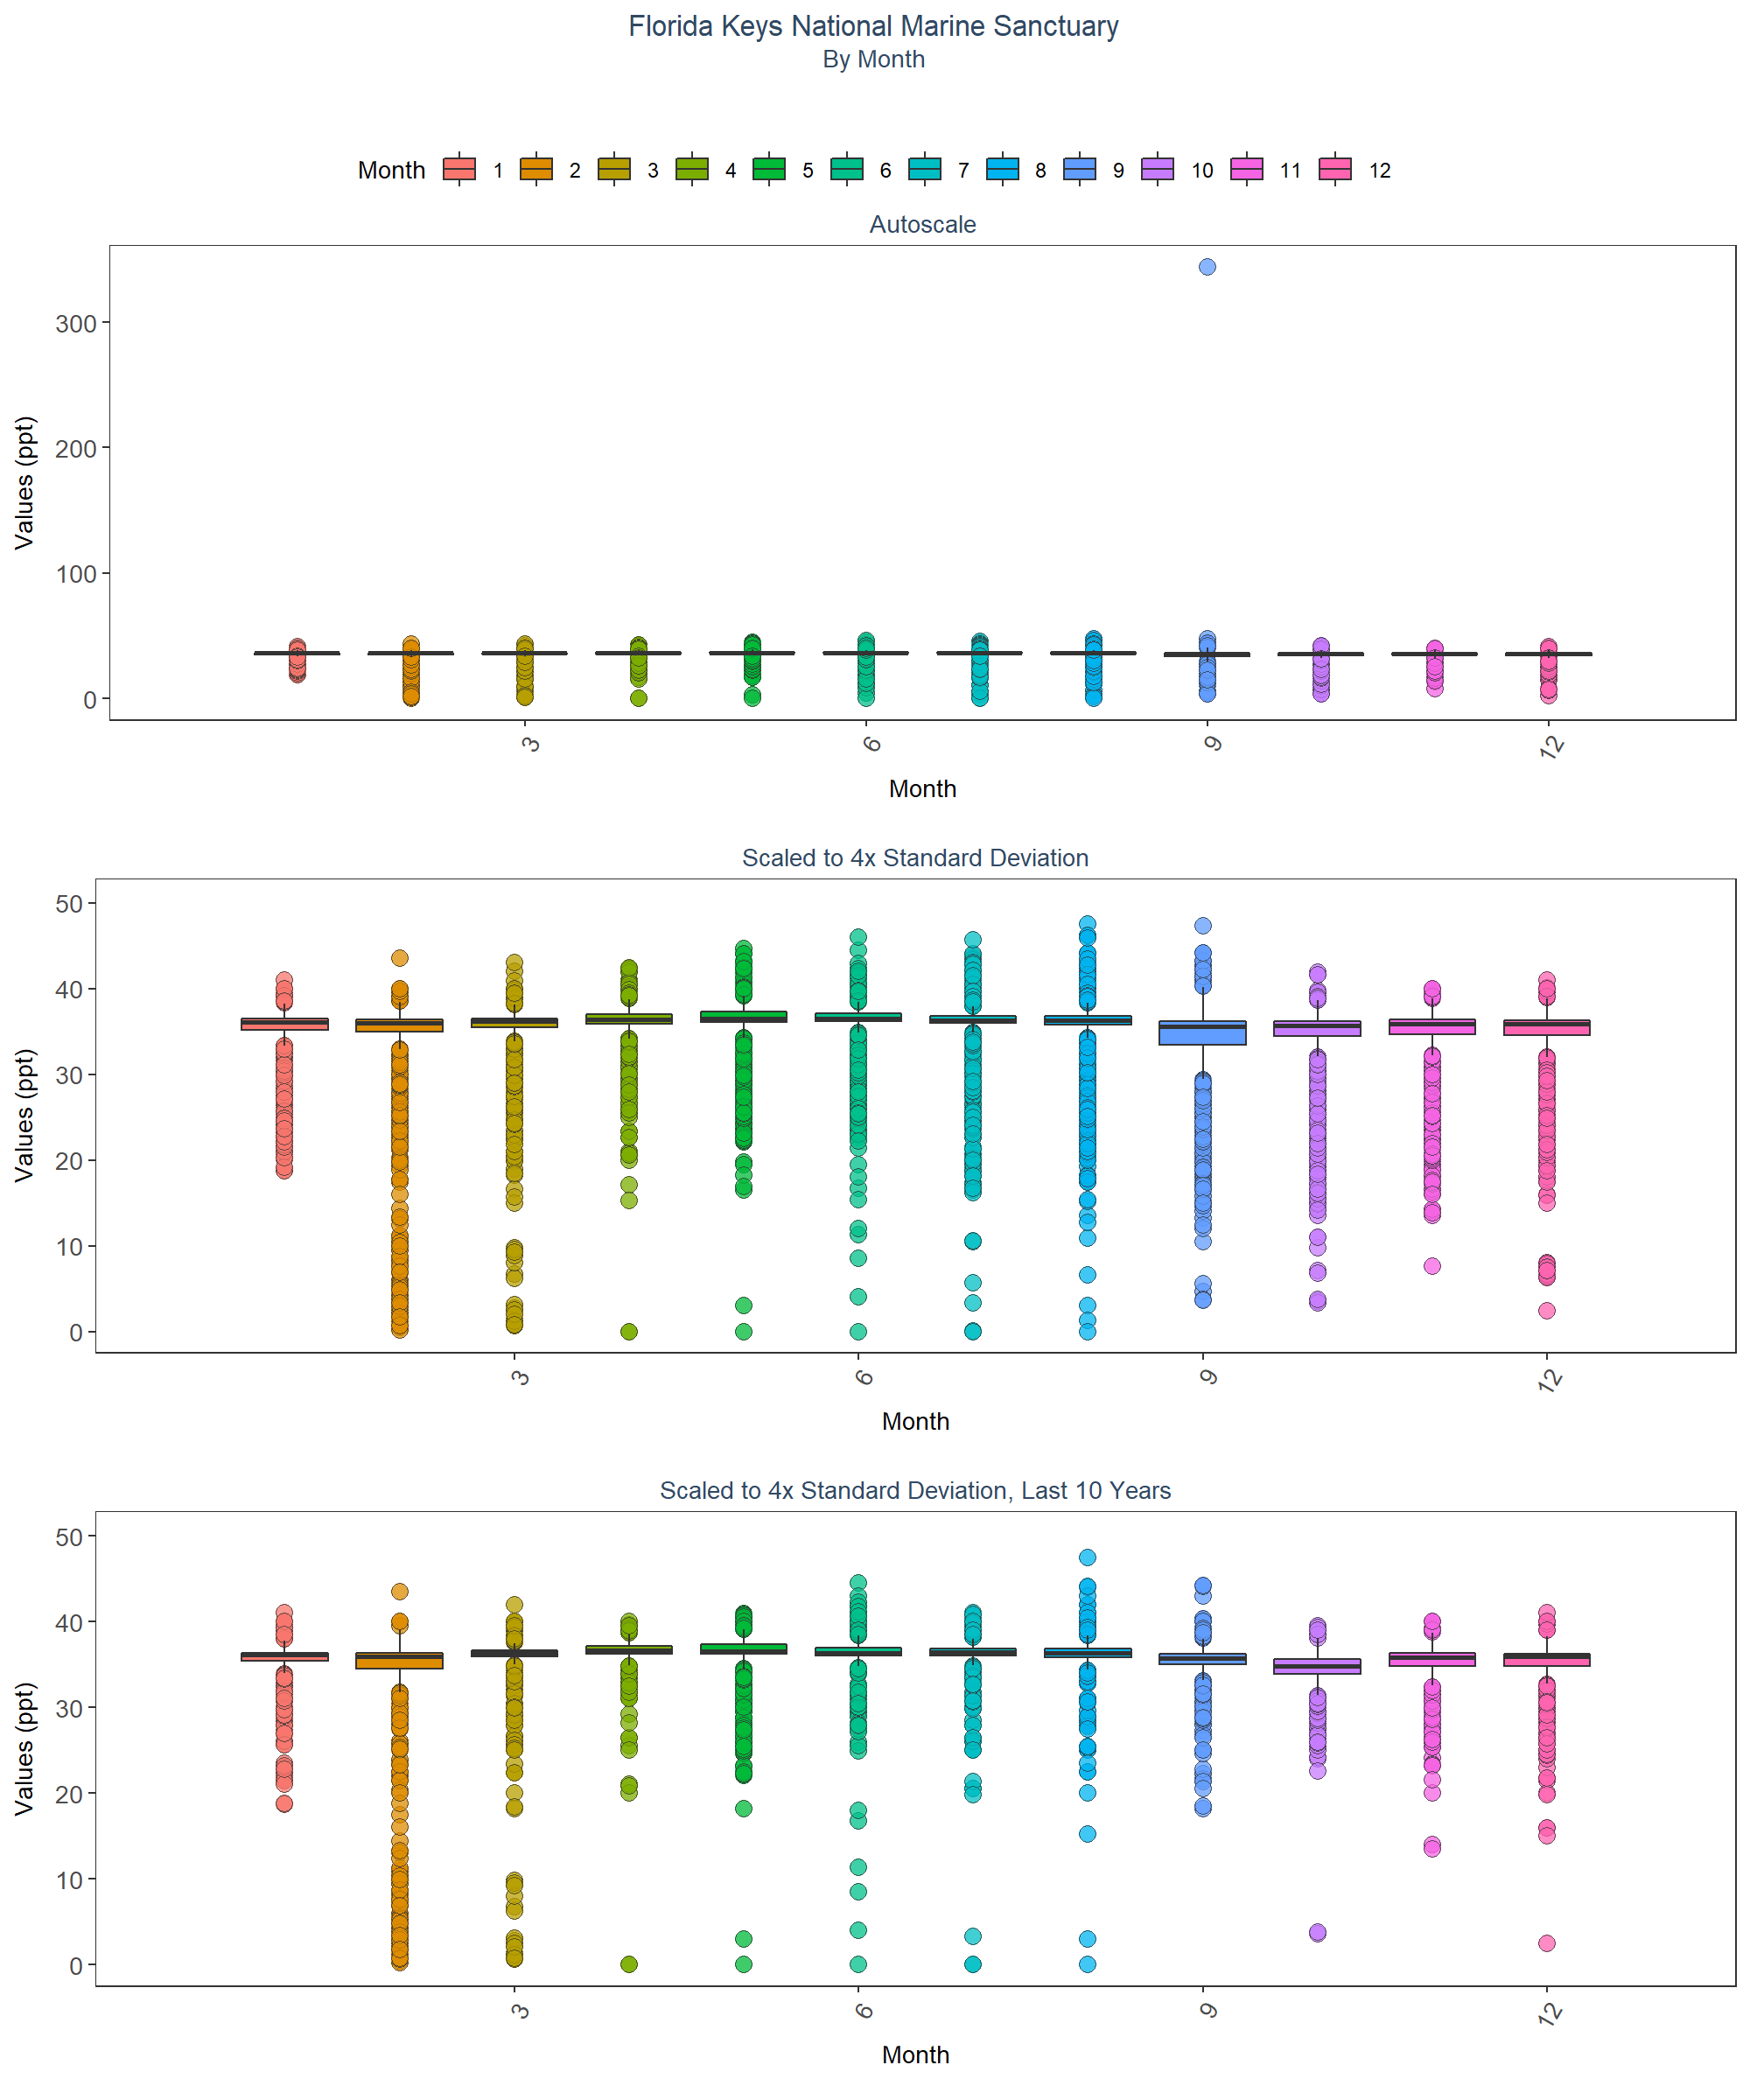 Florida Keys National Marine Sanctuary
By Month
Month 1 2 3 4 5 6 7 8 9 10 11 12
Autoscale
Values (ppt)
300
200
100
0
3 6 9 12
Month
Scaled to 4x Standard Deviation
Values (ppt)
50
40
30
20
10
0
3 6 9 12
Month
Scaled to 4x Standard Deviation, Last 10 Years
Values (ppt)
50
40
30
20
10
0
3 6 9 12
Month